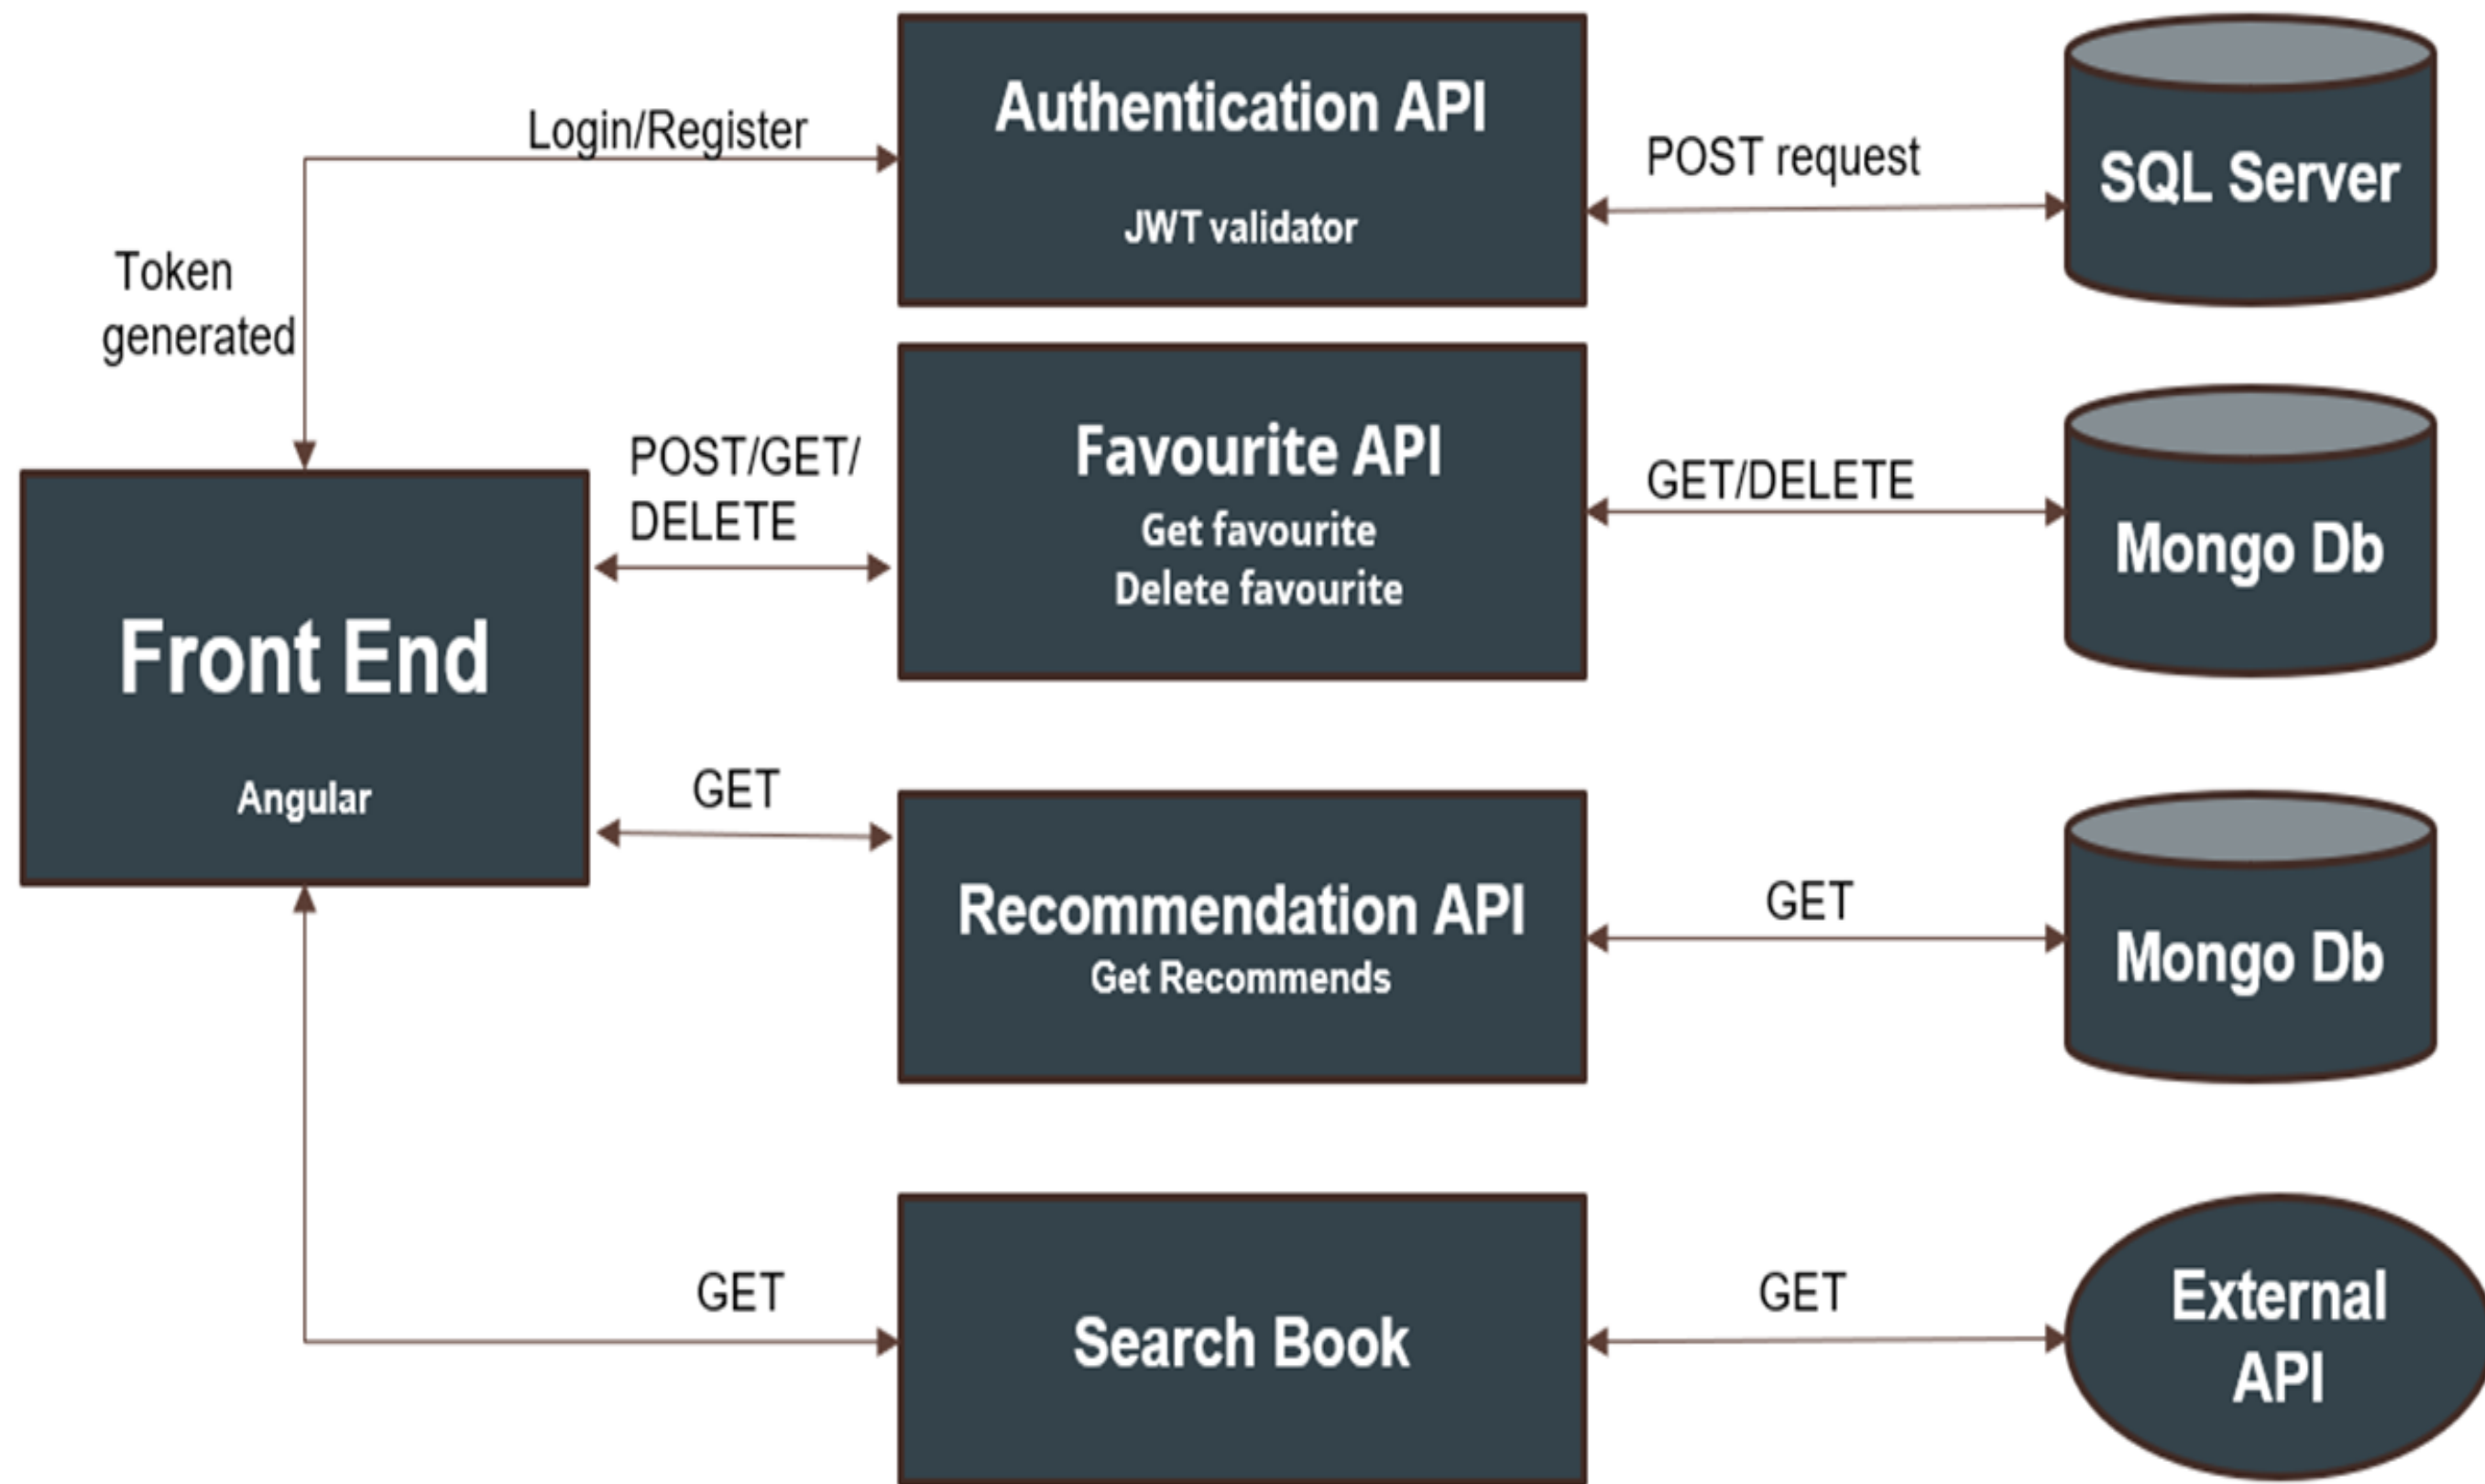 Authentication API
JWT validator
Login/Register
POST request
SQL Server
Token
generated
POST/GET/
DELETE
Favourite API
Get favourite
Delete favourite
GET/DELETE
Mongo Db
Front End
Angular
GET
Recommendation API
Get Recommends
GET
Mongo Db
GET
Search Book
GET
External
API